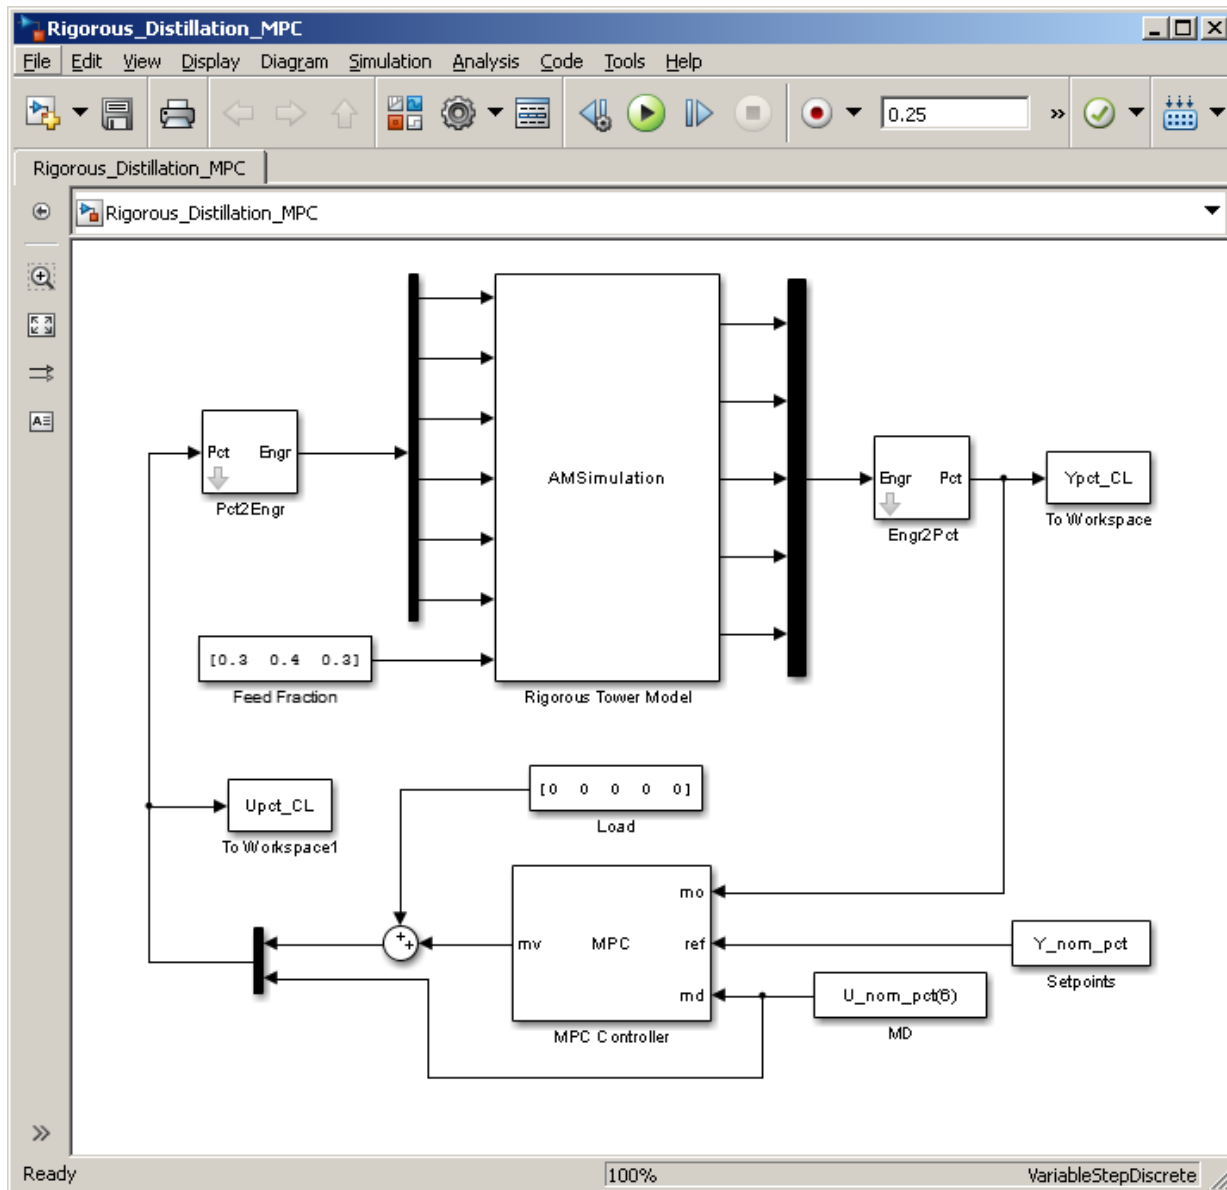 Rigorous_Distillation_MPC
File Edit View Display Diagram Simulation Analysis Code Tools Help
0.25 »
Rigorous_Distillation_MPC
Rigorous_Distillation_MPC
AMSimulation
Rigorous Tower Model
Pct Engr
Pct2Engr
Engr Pct
Engr2Pct
Ypct_CL
To Workspace
[0.3 0.4 0.3]
Feed Fraction
[0 0 0 0 0]
Load
Upct_CL
To Workspace1
+
+
mo
mv MPC ref
md
MPC Controller
Y_nom_pct
Setpoints
U_nom_pct(6)
MD
»
Ready 100% VariableStepDiscrete